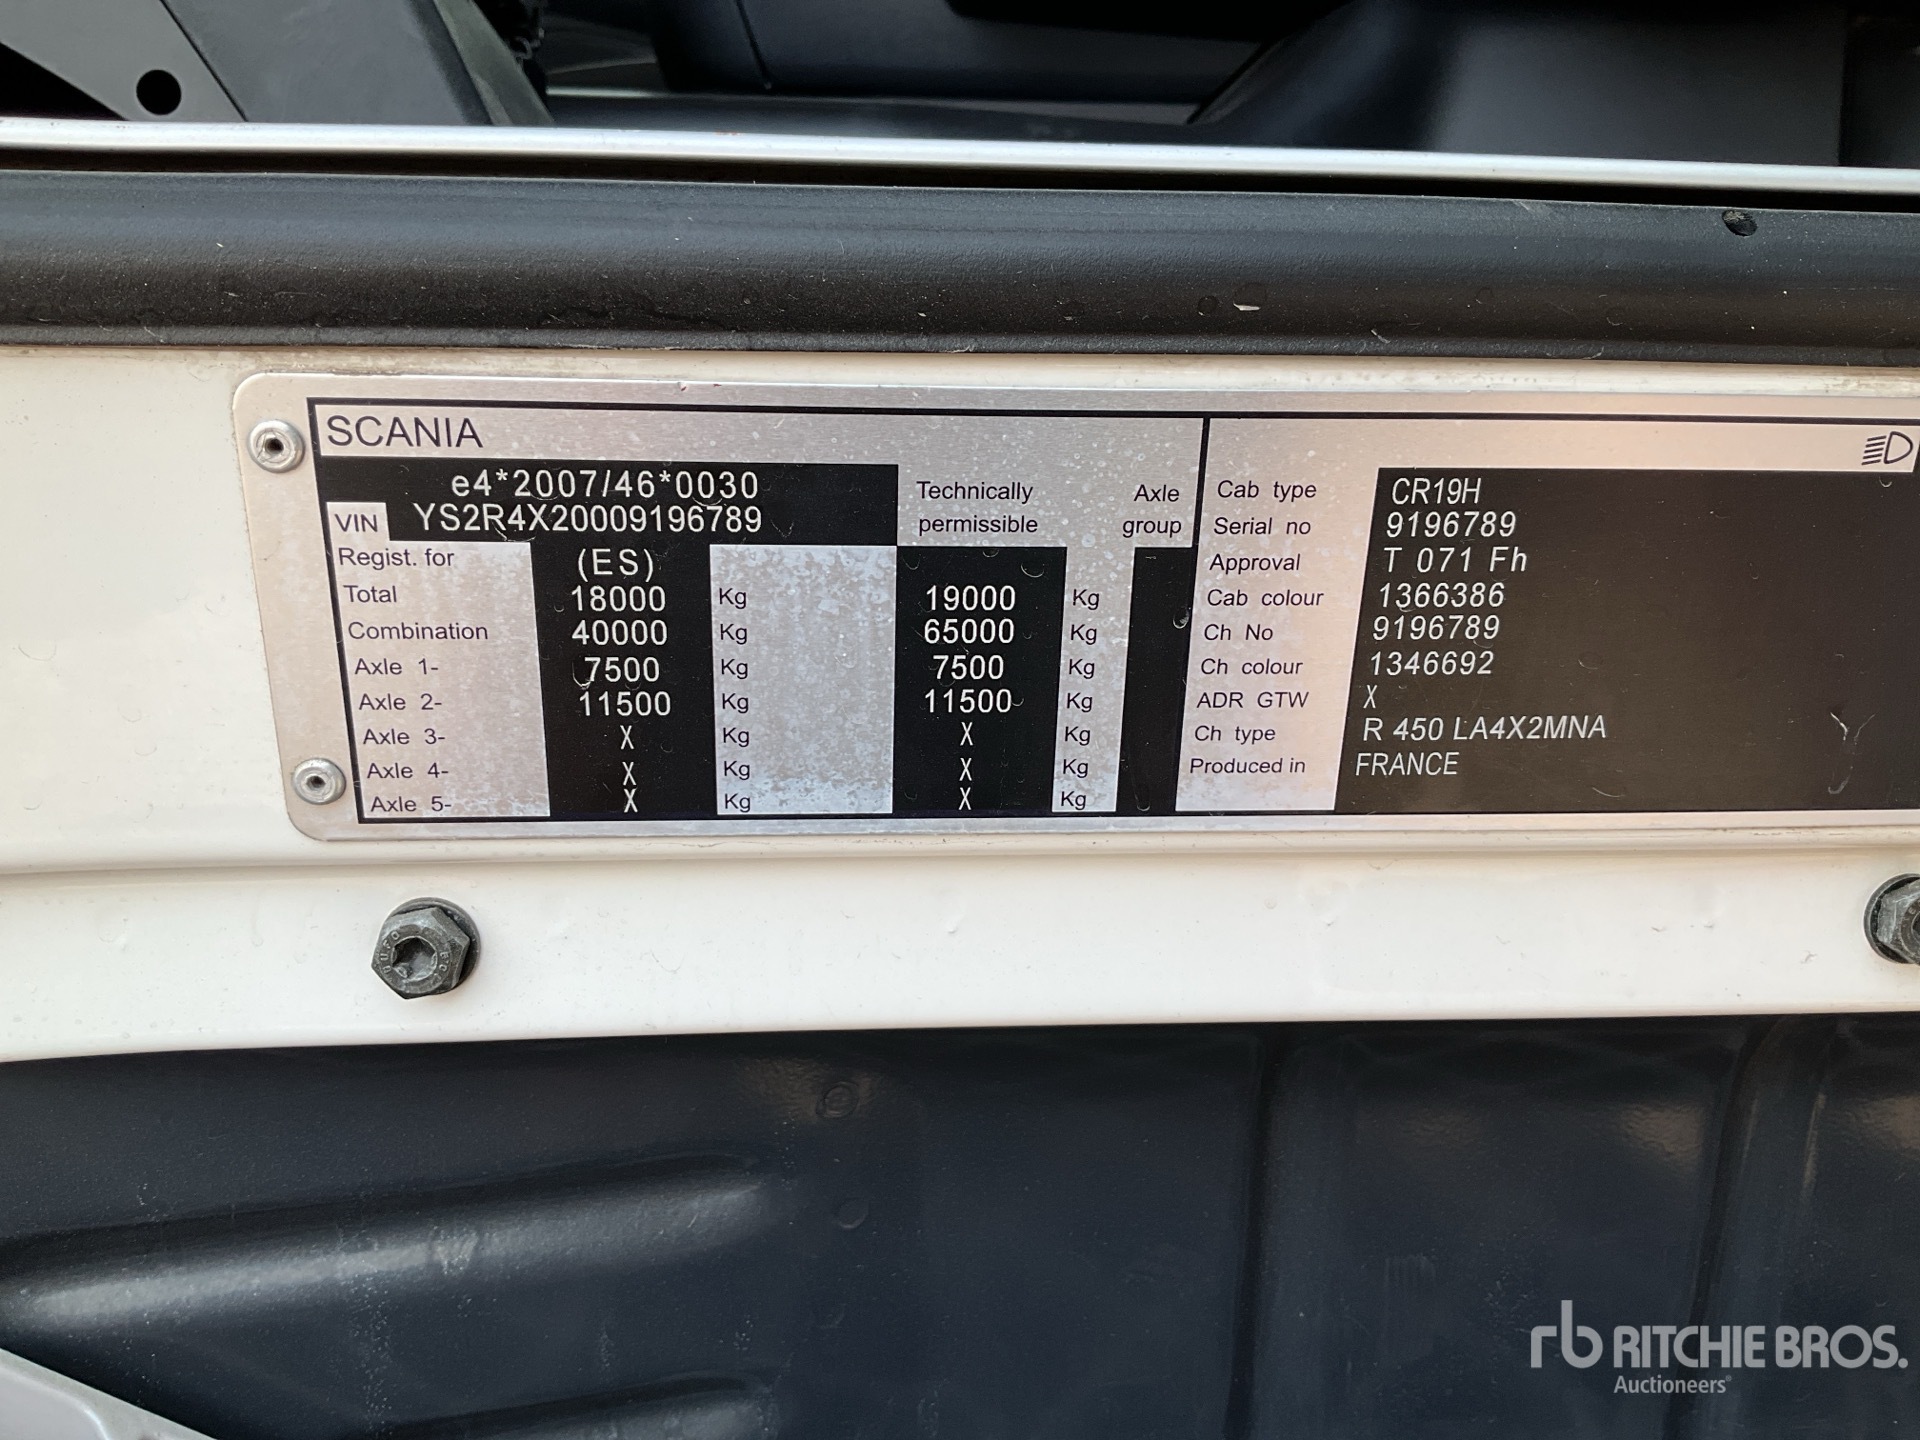 SCANIA
e4*2007/46*0030
VIN YS2R4X20009196789
Technically permissible
Axle group
Regist. for (ES)
Total 18000 Kg 19000 Kg
Combination 40000 Kg 65000 Kg
Axle 1- 7500 Kg 7500 Kg
Axle 2- 11500 Kg 11500 Kg
Axle 3- X Kg X Kg
Axle 4- X Kg X Kg
Axle 5- X Kg X Kg
Cab type CR19H
Serial no 9196789
Approval T 071 Fh
Cab colour 1366386
Ch No 9196789
Ch colour 1346692
ADR GTW X
Ch type R 450 LA4X2MNA
Produced in FRANCE
rb RITCHIE BROS.
Auctioneers